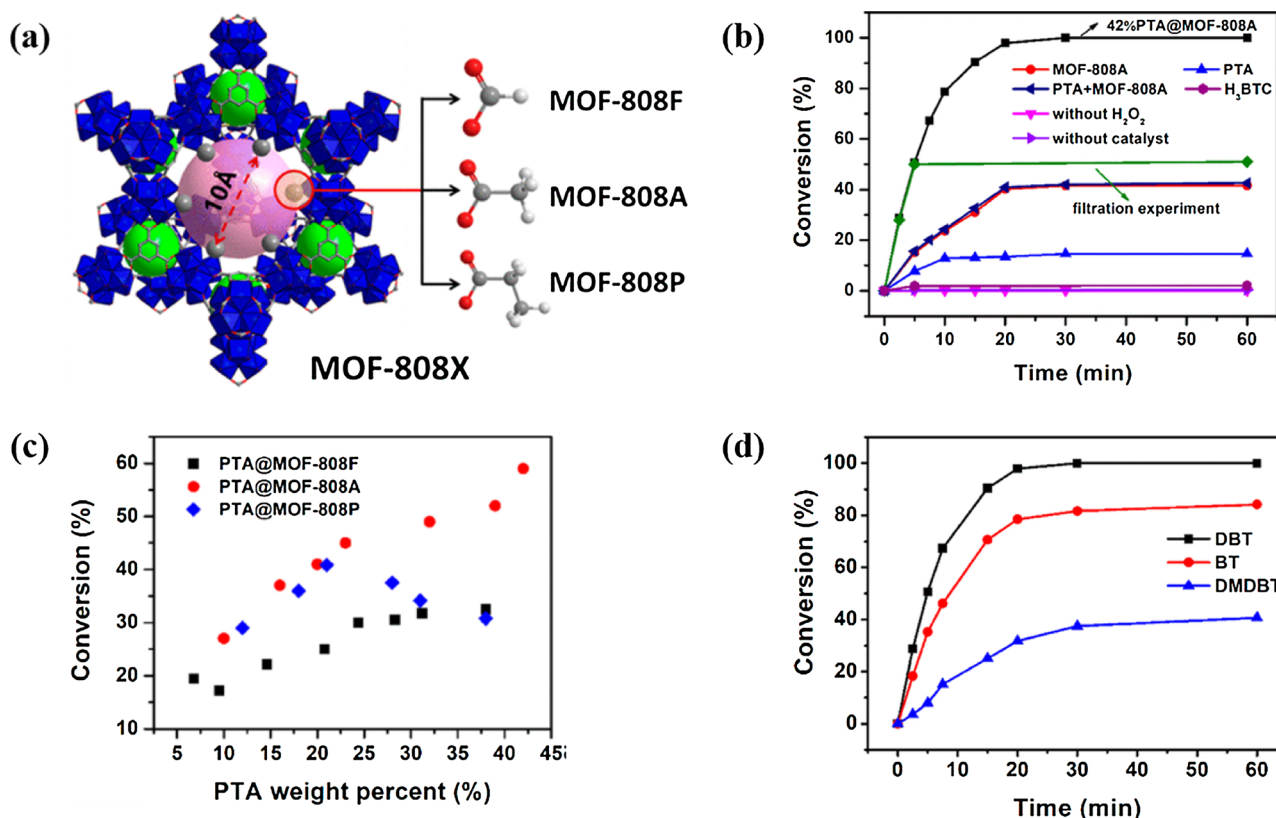 (a)
10Å
MOF-808F
MOF-808A
MOF-808P
MOF-808X
(b)
Conversion (%)
100
80
60
40
20
0
42%PTA@MOF-808A
MOF-808A PTA
PTA+MOF-808A H₃BTC
without H₂O₂
without catalyst
filtration experiment
0 10 20 30 40 50 60
Time (min)
(c)
Conversion (%)
60
50
40
30
20
10
PTA@MOF-808F
PTA@MOF-808A
PTA@MOF-808P
5 10 15 20 25 30 35 40 45
PTA weight percent (%)
(d)
Conversion (%)
100
80
60
40
20
0
DBT
BT
DMDBT
0 10 20 30 40 50 60
Time (min)